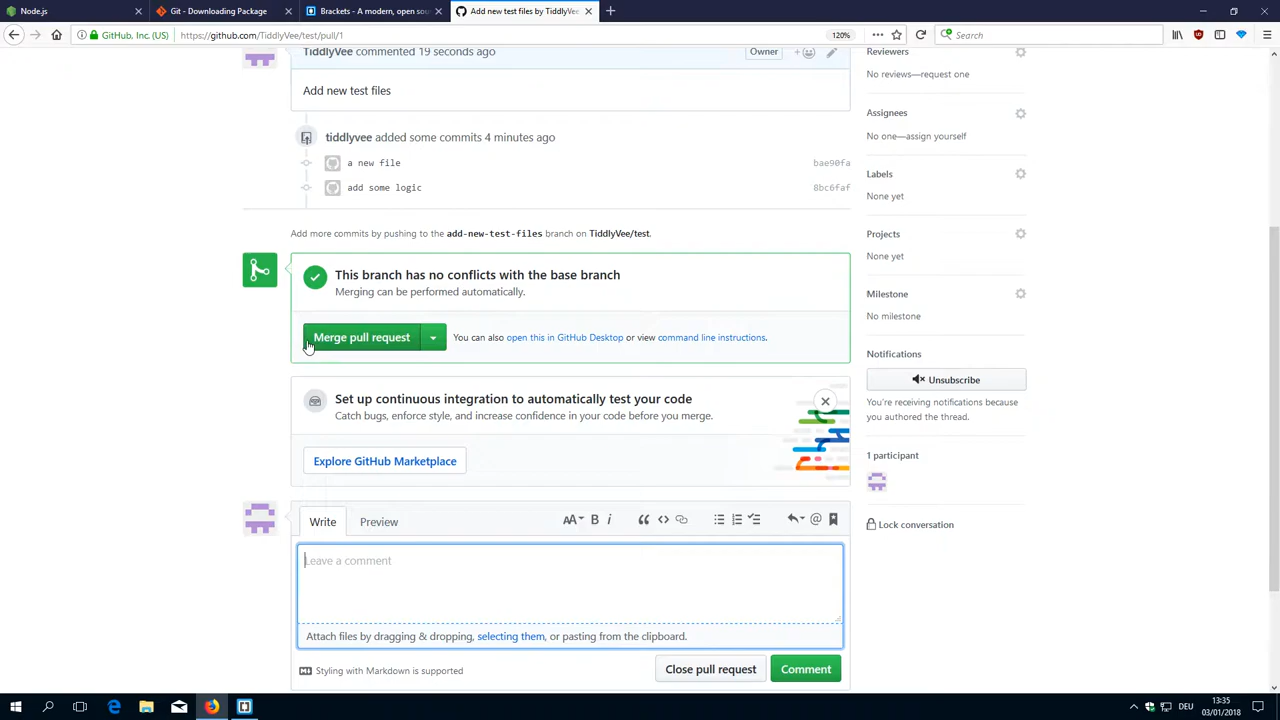 Node.js
Git - Downloading Package
Brackets - A modern, open sou
Add new test files by TiddlyVee
GitHub, Inc. (US)
https://github.com/TiddlyVee/test/pull/1
120%
Search
TiddlyVee commented 19 seconds ago
Owner
Add new test files
tiddlyvee added some commits 4 minutes ago
a new file
bae90fa
add some logic
8bc6faf
Add more commits by pushing to the add-new-test-files branch on TiddlyVee/test.
This branch has no conflicts with the base branch
Merging can be performed automatically.
Merge pull request
You can also open this in GitHub Desktop or view command line instructions.
Set up continuous integration to automatically test your code
Catch bugs, enforce style, and increase confidence in your code before you merge.
Explore GitHub Marketplace
Write
Preview
AA
B
i
Leave a comment
Attach files by dragging & dropping, selecting them, or pasting from the clipboard.
Styling with Markdown is supported
Close pull request
Comment
Reviewers
No reviews—request one
Assignees
No one—assign yourself
Labels
None yet
Projects
None yet
Milestone
No milestone
Notifications
Unsubscribe
You're receiving notifications because
you authored the thread.
1 participant
Lock conversation
DEU
13:35
03/01/2018